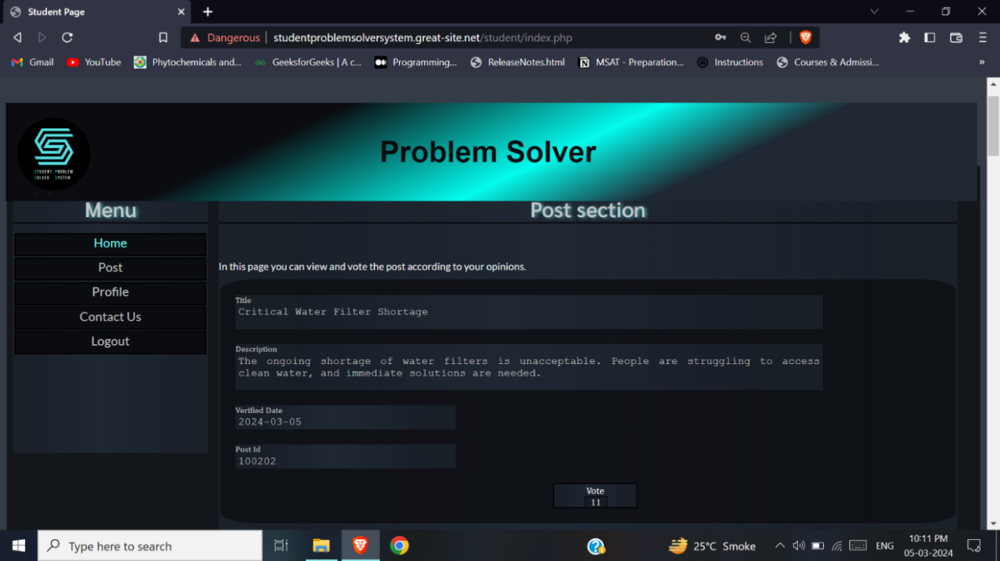 Student Page
Dangerous | studentproblemsolversystem.great-site.net/student/index.php
Gmail YouTube Phytochemicals and... GeeksforGeeks | A c... Programming... ReleaseNotes.html MSAT - Preparation... Instructions Courses & Admissi... »
STUDENT PROBLEM
SOLVER SYSTEM
Problem Solver
Menu
Home
Post
Profile
Contact Us
Logout
Post section
In this page you can view and vote the post according to your opinions.
Title
Critical Water Filter Shortage
Description
The ongoing shortage of water filters is unacceptable. People are struggling to access
clean water, and immediate solutions are needed.
Verified Date
2024-03-05
Post Id
100202
Vote
11
Type here to search
25°C Smoke
ENG
10:11 PM
05-03-2024